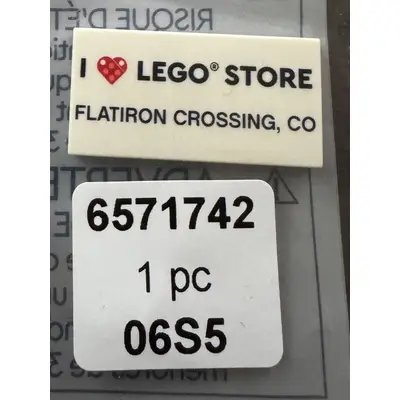 RISQUE D'ÉT
I ❤ LEGO® STORE
FLATIRON CROSSING, CO
6571742
1 pc
06S5